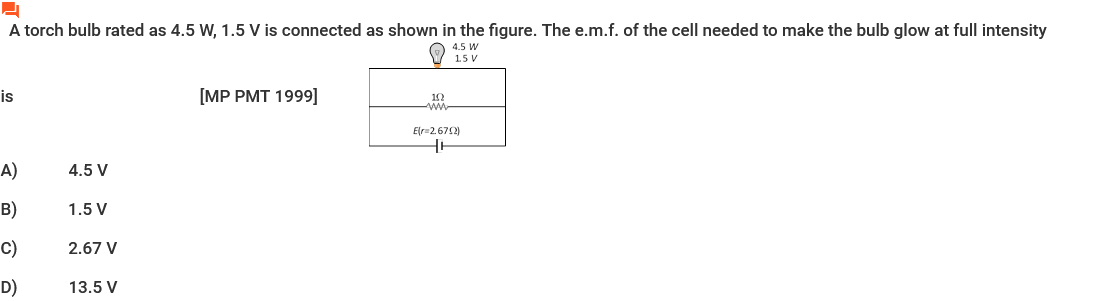 A torch bulb rated as 4.5 W, 1.5 V is connected as shown in the figure. The e.m.f. of the cell needed to make the bulb glow at full intensity
4.5 W
1.5 V
is [MP PMT 1999]
1Ω
E(r=2.67Ω)
A) 4.5 V
B) 1.5 V
C) 2.67 V
D) 13.5 V